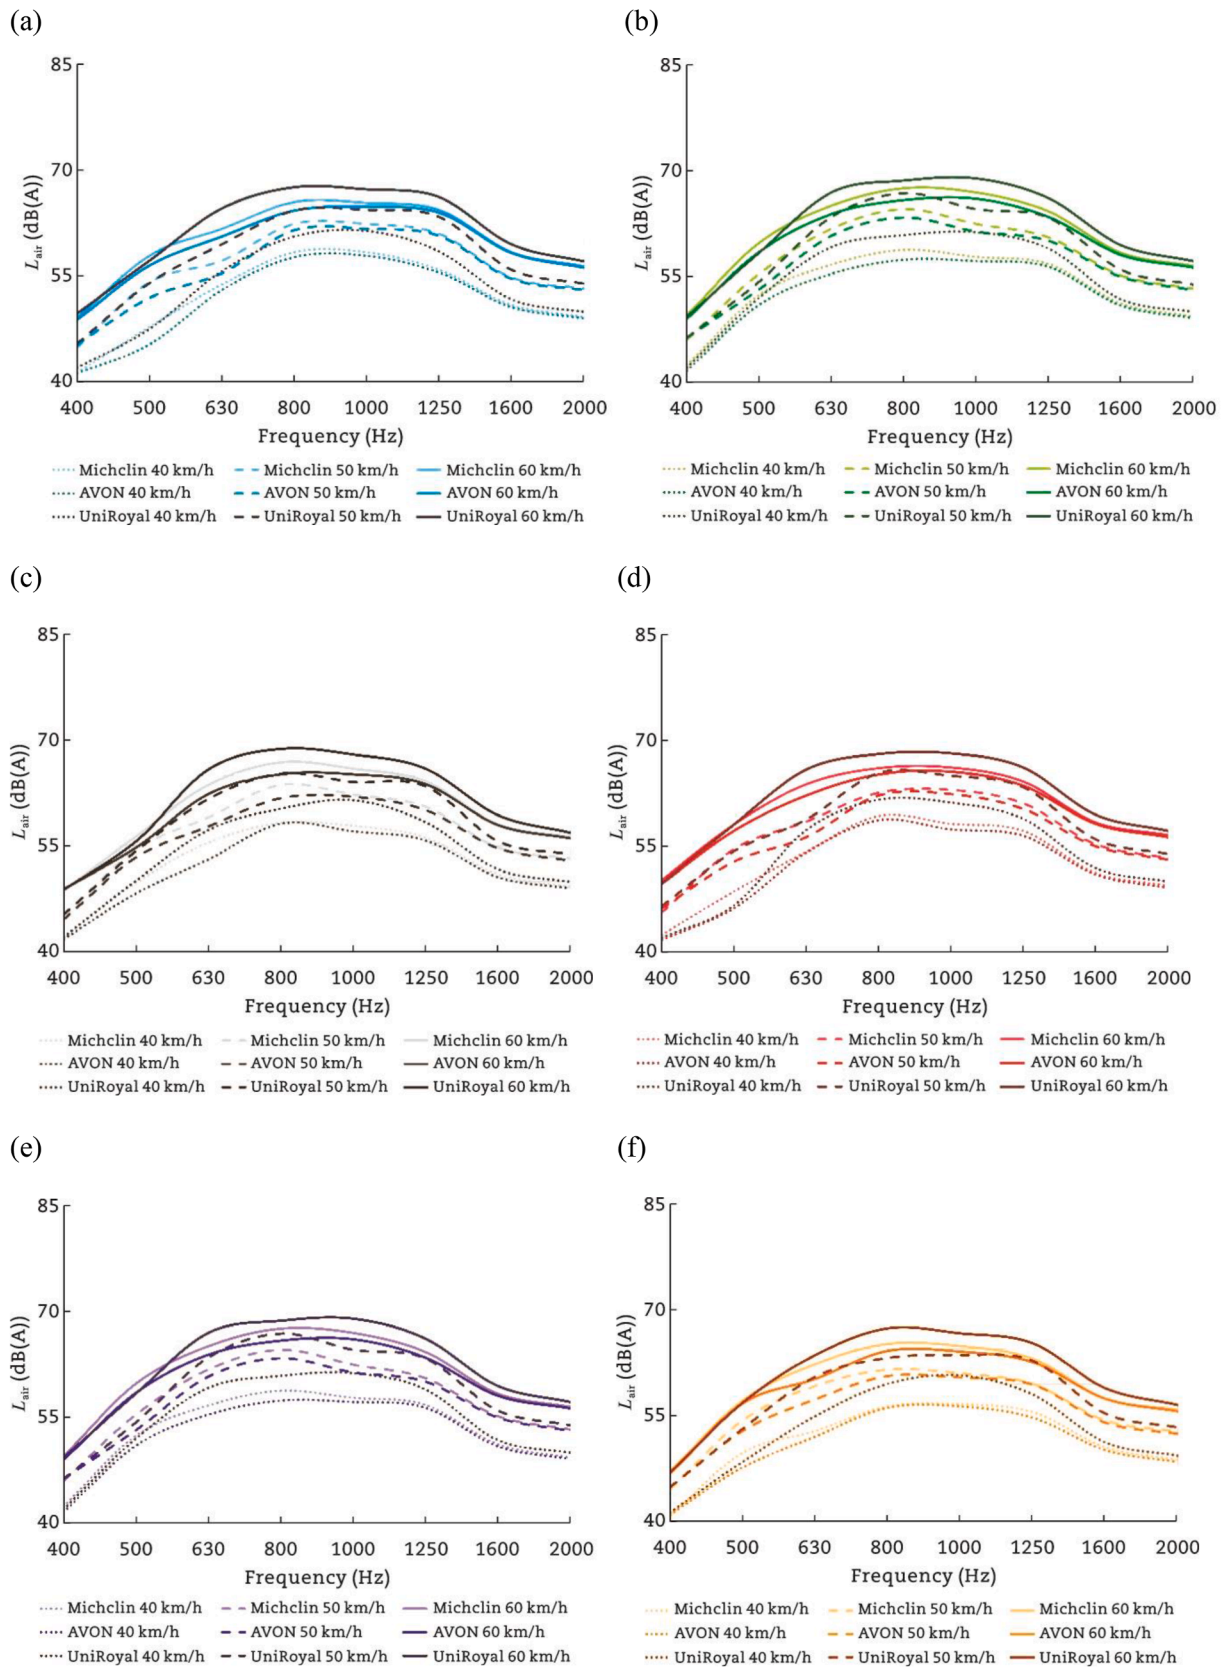 (a)
(b)
85
70
55
40
L_air (dB(A))
400 500 630 800 1000 1250 1600 2000
Frequency (Hz)
Michclin 40 km/h Michclin 50 km/h Michclin 60 km/h
AVON 40 km/h AVON 50 km/h AVON 60 km/h
UniRoyal 40 km/h UniRoyal 50 km/h UniRoyal 60 km/h
85
70
55
40
L_air (dB(A))
400 500 630 800 1000 1250 1600 2000
Frequency (Hz)
Michclin 40 km/h Michclin 50 km/h Michclin 60 km/h
AVON 40 km/h AVON 50 km/h AVON 60 km/h
UniRoyal 40 km/h UniRoyal 50 km/h UniRoyal 60 km/h
(c)
(d)
85
70
55
40
L_air (dB(A))
400 500 630 800 1000 1250 1600 2000
Frequency (Hz)
Michclin 40 km/h Michclin 50 km/h Michclin 60 km/h
AVON 40 km/h AVON 50 km/h AVON 60 km/h
UniRoyal 40 km/h UniRoyal 50 km/h UniRoyal 60 km/h
85
70
55
40
L_air (dB(A))
400 500 630 800 1000 1250 1600 2000
Frequency (Hz)
Michclin 40 km/h Michclin 50 km/h Michclin 60 km/h
AVON 40 km/h AVON 50 km/h AVON 60 km/h
UniRoyal 40 km/h UniRoyal 50 km/h UniRoyal 60 km/h
(e)
(f)
85
70
55
40
L_air (dB(A))
400 500 630 800 1000 1250 1600 2000
Frequency (Hz)
Michclin 40 km/h Michclin 50 km/h Michclin 60 km/h
AVON 40 km/h AVON 50 km/h AVON 60 km/h
UniRoyal 40 km/h UniRoyal 50 km/h UniRoyal 60 km/h
85
70
55
40
L_air (dB(A))
400 500 630 800 1000 1250 1600 2000
Frequency (Hz)
Michclin 40 km/h Michclin 50 km/h Michclin 60 km/h
AVON 40 km/h AVON 50 km/h AVON 60 km/h
UniRoyal 40 km/h UniRoyal 50 km/h UniRoyal 60 km/h